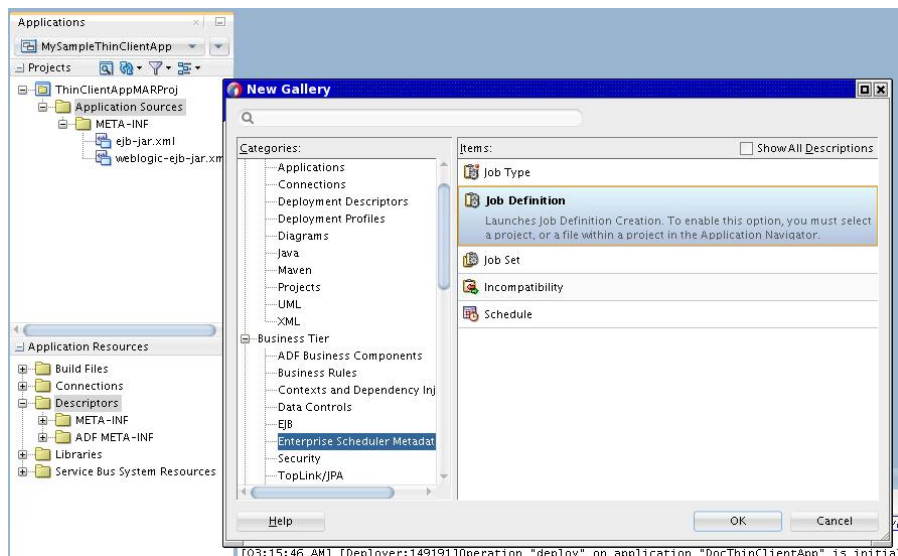 Applications
MySampleThinClientApp
Projects
ThinClientAppMARProj
Application Sources
META-INF
ejb-jar.xml
weblogic-ejb-jar.xm
Application Resources
Build Files
Connections
Descriptors
META-INF
ADF META-INF
Libraries
Service Bus System Resources
New Gallery
Categories:
Applications
Connections
Deployment Descriptors
Deployment Profiles
Diagrams
Java
Maven
Projects
UML
XML
Business Tier
ADF Business Components
Business Rules
Contexts and Dependency Inj
Data Controls
EJB
Enterprise Scheduler Metadat
Security
TopLink/JPA
Items:
Show All Descriptions
Job Type
Job Definition
Launches Job Definition Creation. To enable this option, you must select
a project, or a file within a project in the Application Navigator.
Job Set
Incompatibility
Schedule
Help
OK
Cancel
[03:15:46 AM] [Deployer:149191]Operation "deploy" on application "DocThinClientApp" is initial